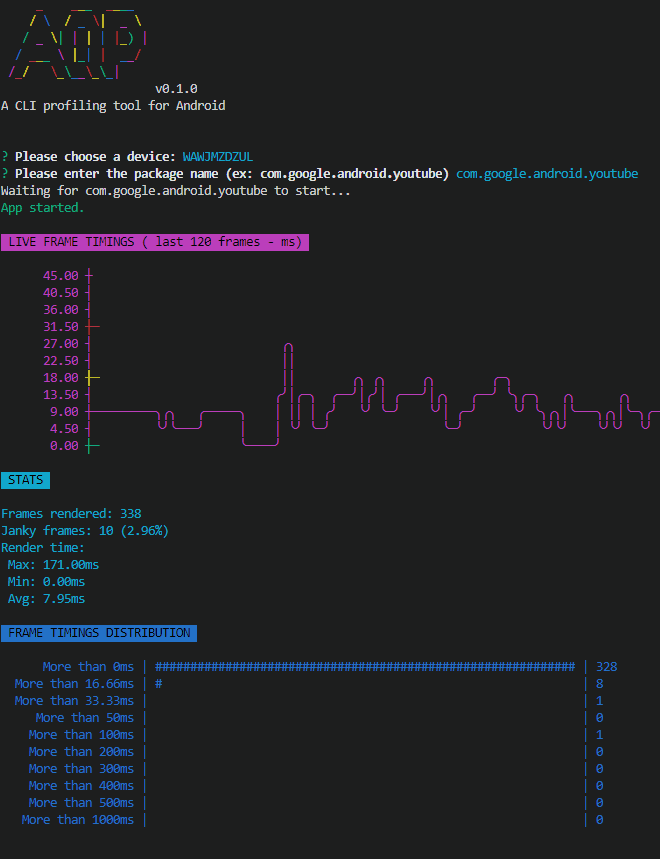 v0.1.0
A CLI profiling tool for Android
? Please choose a device: WAWJMZDZUL
? Please enter the package name (ex: com.google.android.youtube) com.google.android.youtube
Waiting for com.google.android.youtube to start...
App started.
LIVE FRAME TIMINGS ( last 120 frames - ms)
45.00
40.50
36.00
31.50
27.00
22.50
18.00
13.50
9.00
4.50
0.00
STATS
Frames rendered: 338
Janky frames: 10 (2.96%)
Render time:
Max: 171.00ms
Min: 0.00ms
Avg: 7.95ms
FRAME TIMINGS DISTRIBUTION
More than 0ms | ############################################################ | 328
More than 16.66ms | # | 8
More than 33.33ms | | 1
More than 50ms | | 0
More than 100ms | | 1
More than 200ms | | 0
More than 300ms | | 0
More than 400ms | | 0
More than 500ms | | 0
More than 1000ms | | 0